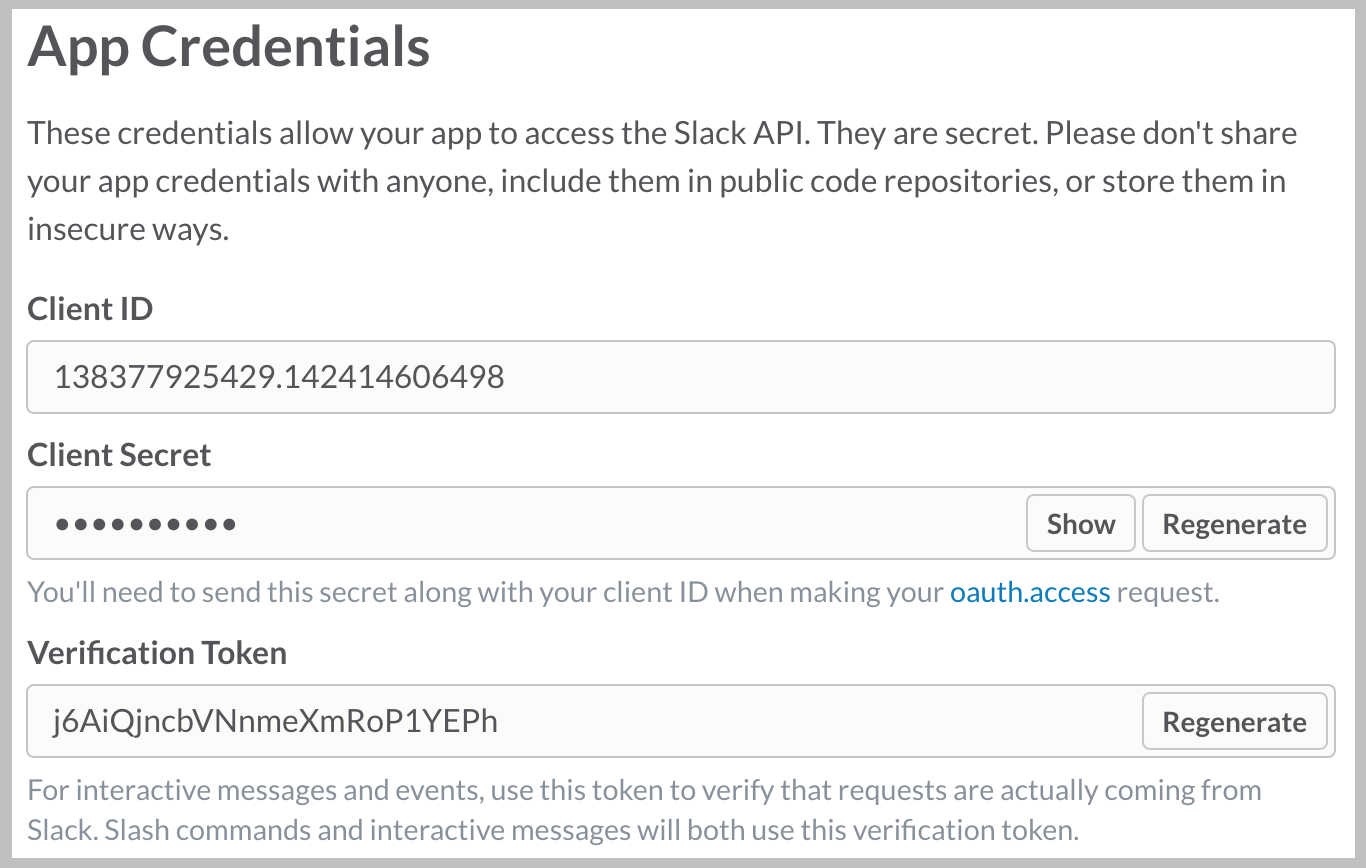 App Credentials
These credentials allow your app to access the Slack API. They are secret. Please don't share
your app credentials with anyone, include them in public code repositories, or store them in
insecure ways.
Client ID
138377925429.142414606498
Client Secret
••••••••••
Show
Regenerate
You'll need to send this secret along with your client ID when making your oauth.access request.
Verification Token
j6AiQjncbVNnmeXmRoP1YEPh
Regenerate
For interactive messages and events, use this token to verify that requests are actually coming from
Slack. Slash commands and interactive messages will both use this verification token.